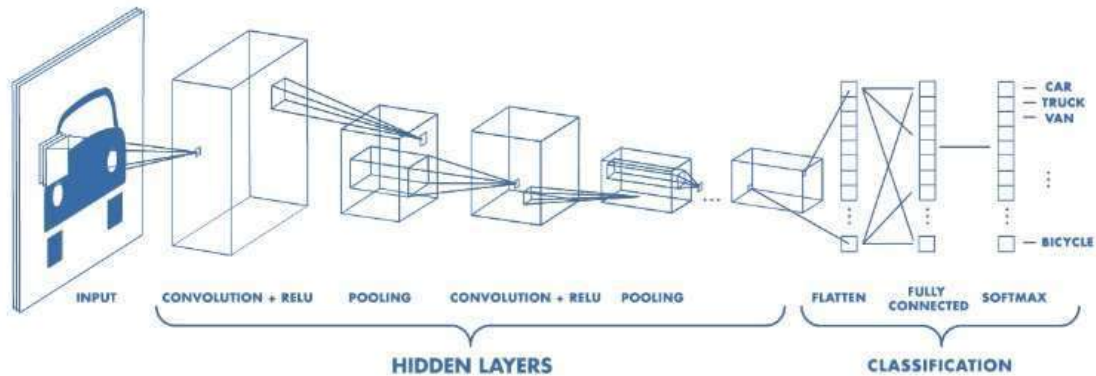 CAR
TRUCK
VAN
BICYCLE
INPUT
CONVOLUTION + RELU
POOLING
CONVOLUTION + RELU
POOLING
FLATTEN
FULLY
CONNECTED
SOFTMAX
HIDDEN LAYERS
CLASSIFICATION